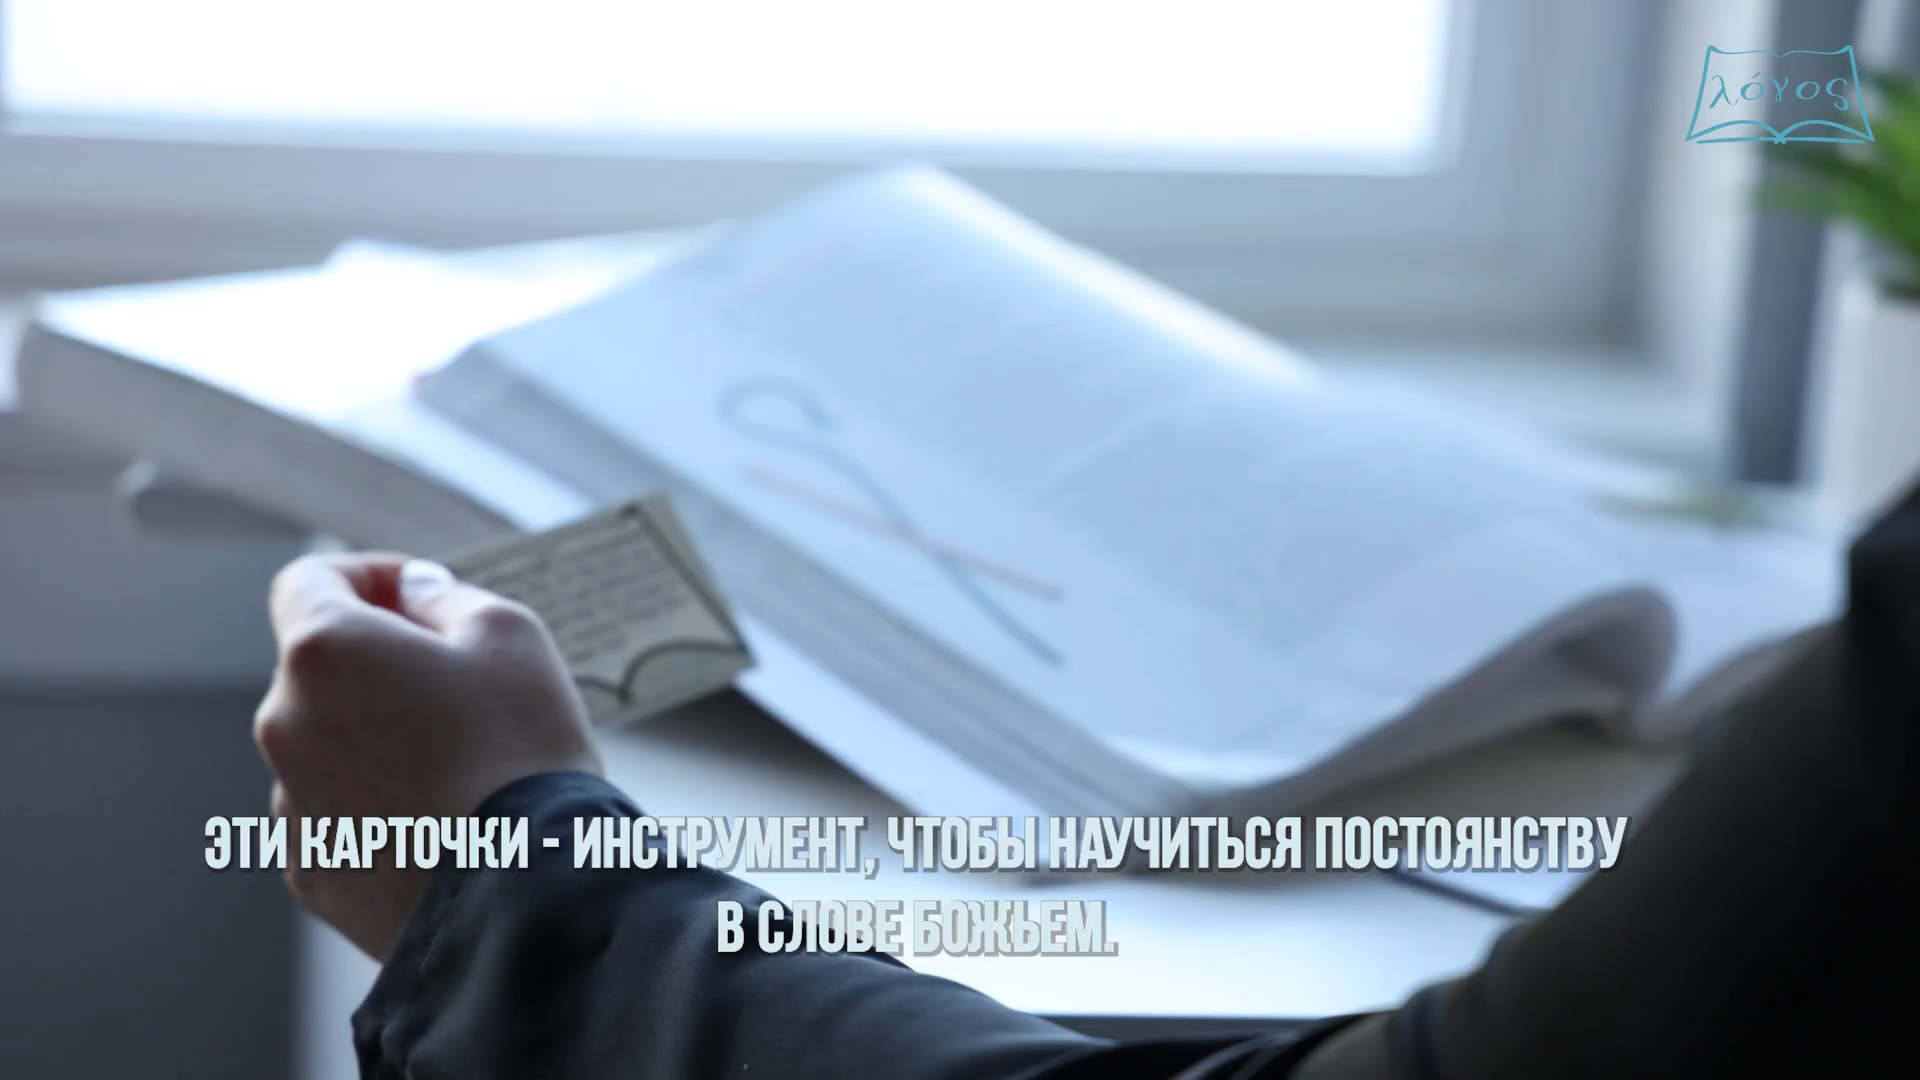 λόγος
ЭТИ КАРТОЧКИ - ИНСТРУМЕНТ, ЧТОБЫ НАУЧИТЬСЯ ПОСТОЯНСТВУ
В СЛОВЕ БОЖЬЕМ.